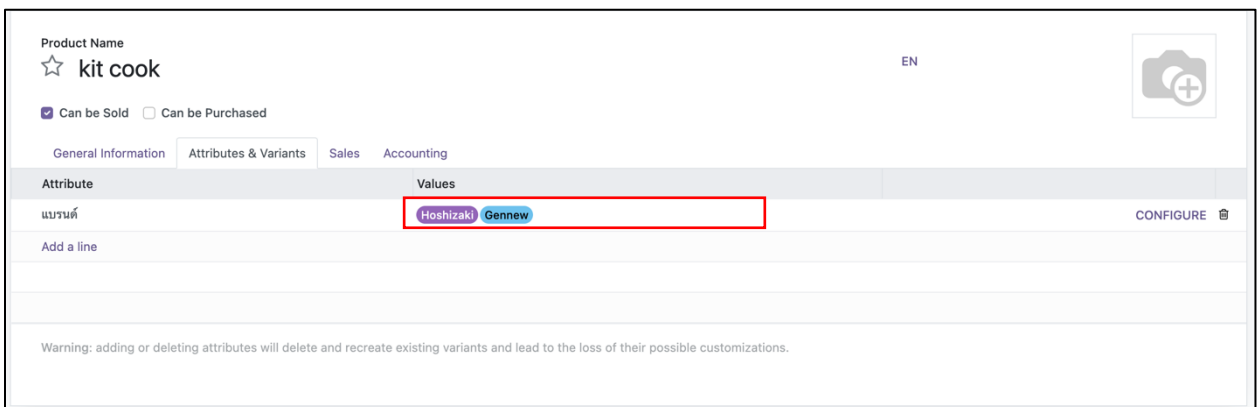 Product Name
kit cook
EN
Can be Sold Can be Purchased
General Information Attributes & Variants Sales Accounting
Attribute Values
แบรนด์ Hoshizaki Gennew CONFIGURE
Add a line
Warning: adding or deleting attributes will delete and recreate existing variants and lead to the loss of their possible customizations.